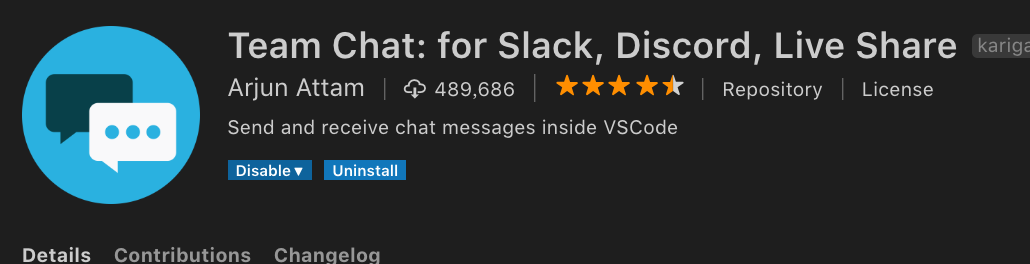 Team Chat: for Slack, Discord, Live Share
Arjun Attam | 489,686 | Repository | License
Send and receive chat messages inside VSCode
Disable▾ Uninstall
Details Contributions Changelog